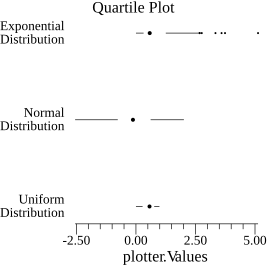 Quartile Plot
Exponential
Distribution
Normal
Distribution
Uniform
Distribution
-2.50 0.00 2.50 5.00
plotter.Values